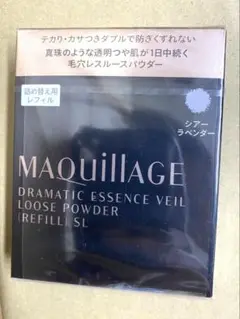 テカリ・カサつきダブルで防ぎくずれない
真珠のような透明つや肌が1日中続く
毛穴レスルースパウダー
詰め替え用
レフィル
シアー
ラベンダー
MAQuillAGE
DRAMATIC ESSENCE VEIL
LOOSE POWDER
(REFILL) SL